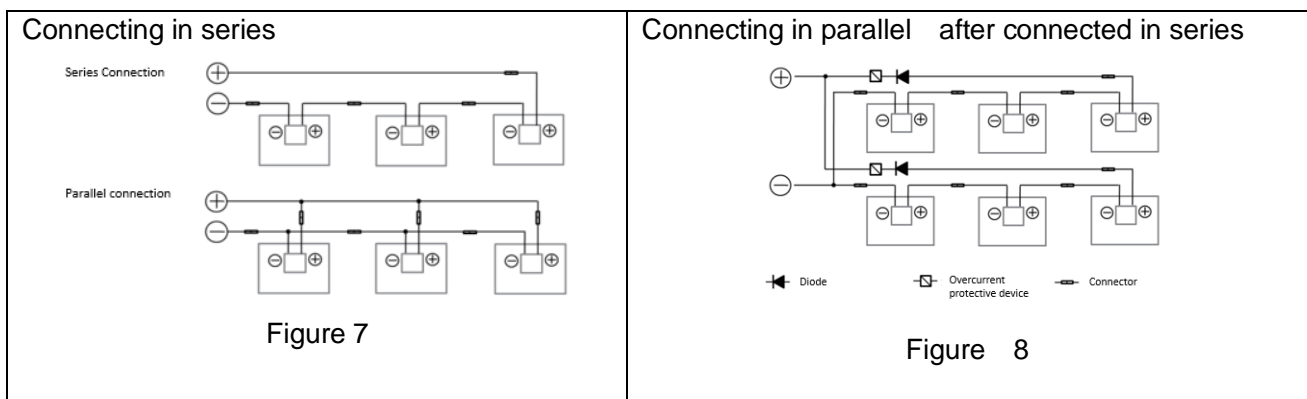 Connecting in series
Series Connection
Parallel connection
Figure 7
Connecting in parallel after connected in series
Diode
Overcurrent
protective device
Connector
Figure 8